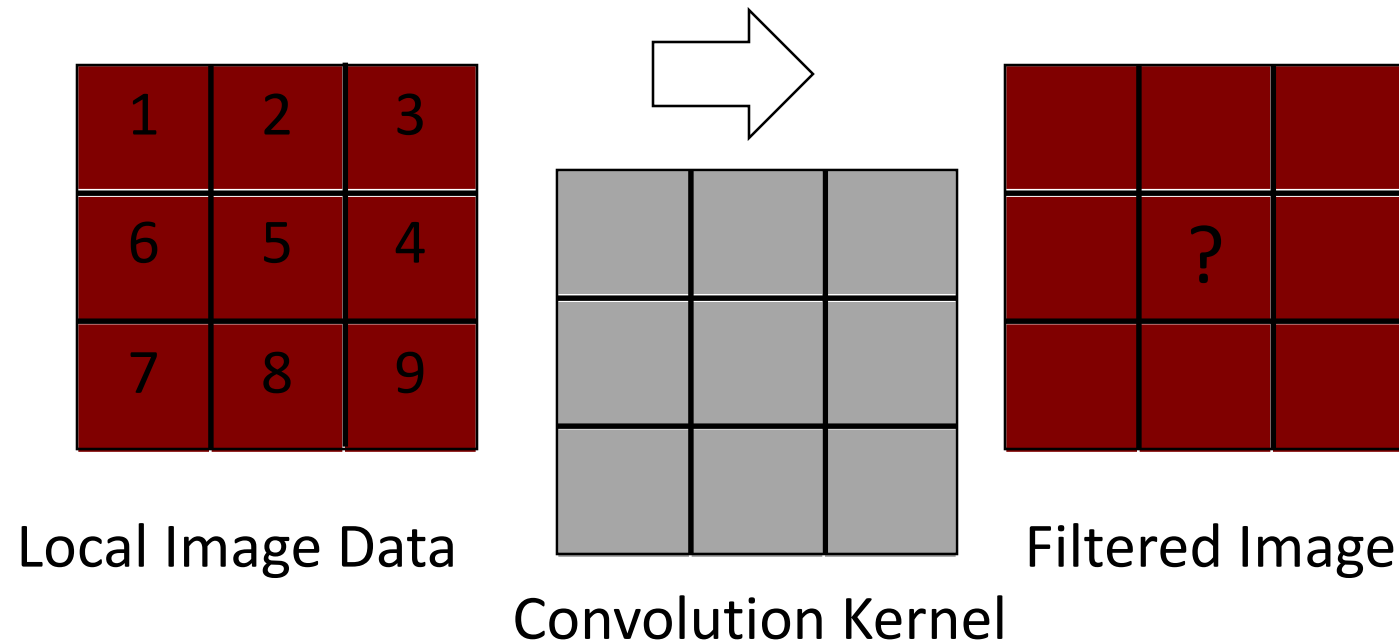 1 2 3
6 5 4
7 8 9
?
Local Image Data
Convolution Kernel
Filtered Image